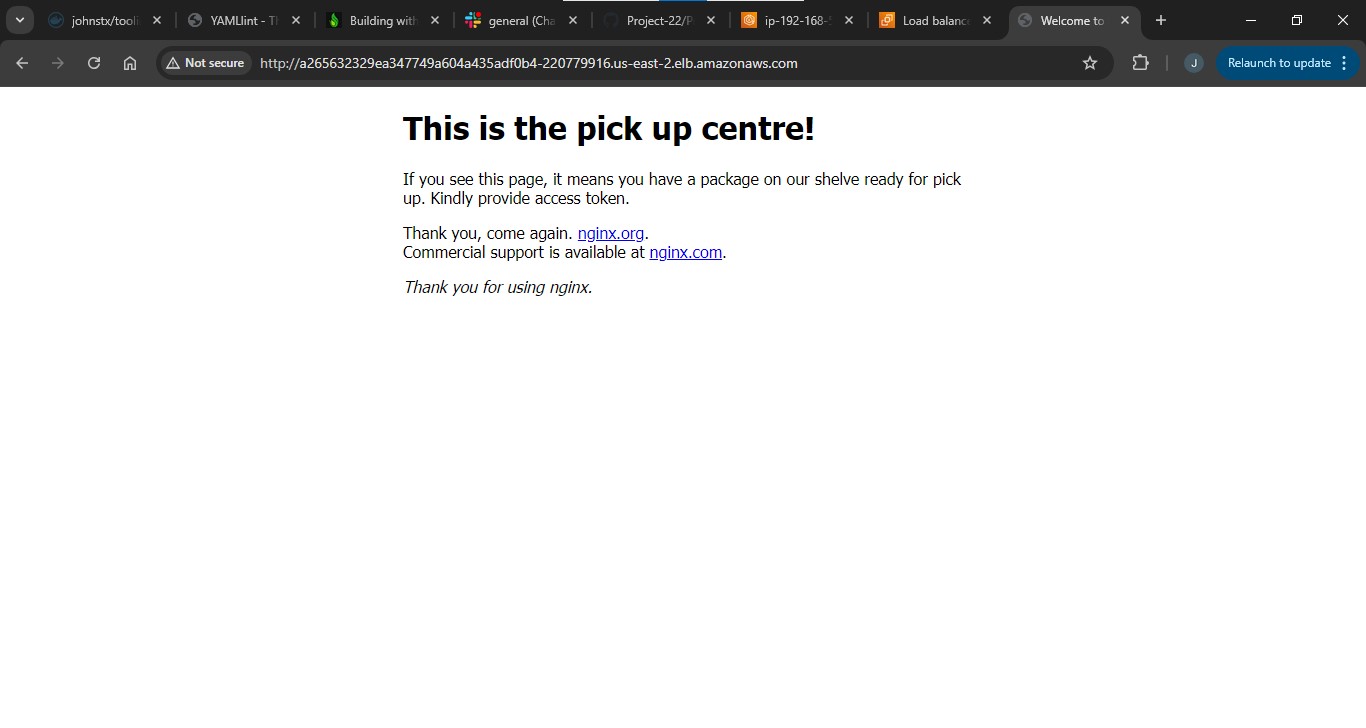 johnstx/tooli
YAMLlint - Th
Building with
general (Cha
Project-22/P
ip-192-168-5
Load balance
Welcome to
Not secure
http://a265632329ea347749a604a435adf0b4-220779916.us-east-2.elb.amazonaws.com
J
Relaunch to update
This is the pick up centre!
If you see this page, it means you have a package on our shelve ready for pick
up. Kindly provide access token.
Thank you, come again. nginx.org.
Commercial support is available at nginx.com.
Thank you for using nginx.